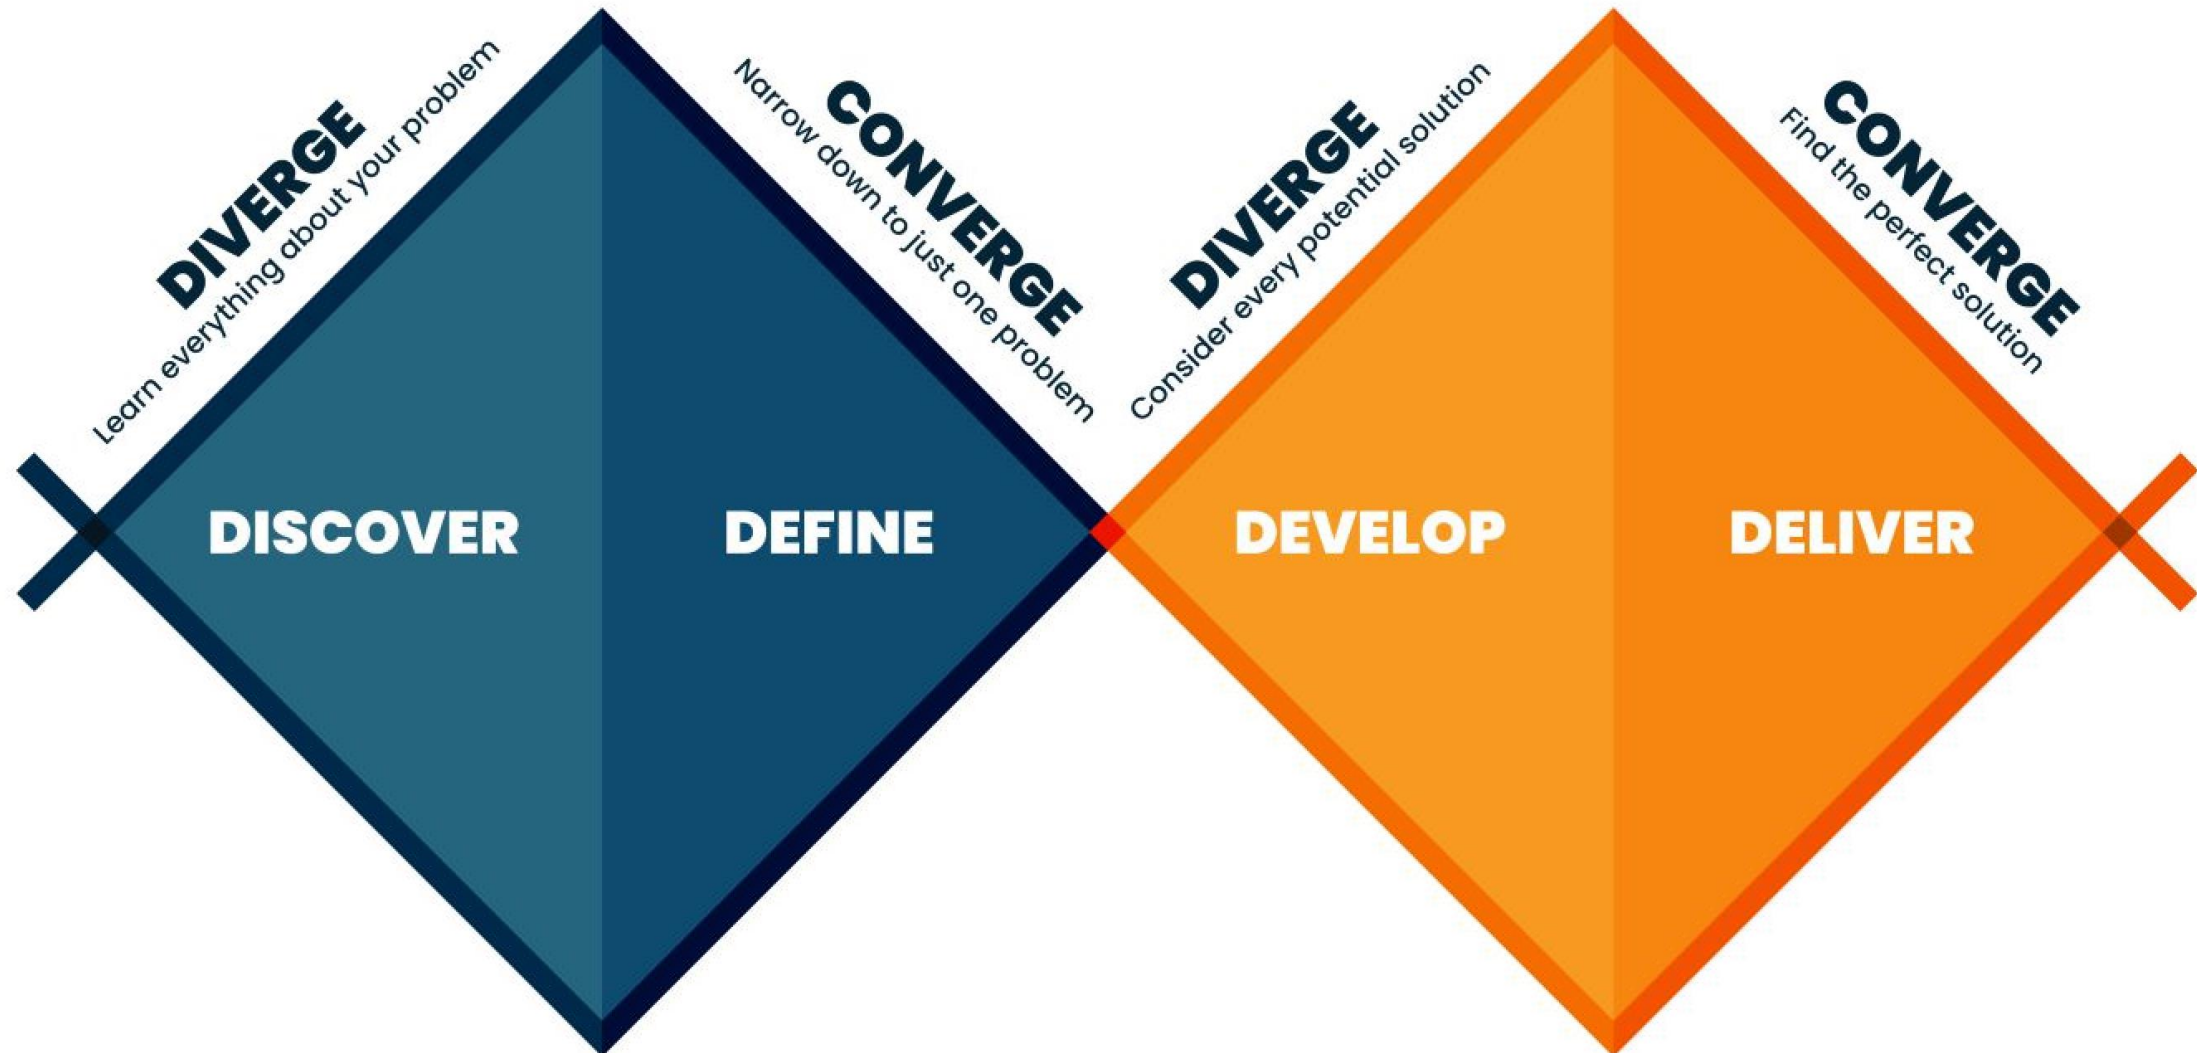 DIVERGE
Learn everything about your problem
CONVERGE
Narrow down to just one problem
DIVERGE
Consider every potential solution
CONVERGE
Find the perfect solution
DISCOVER
DEFINE
DEVELOP
DELIVER